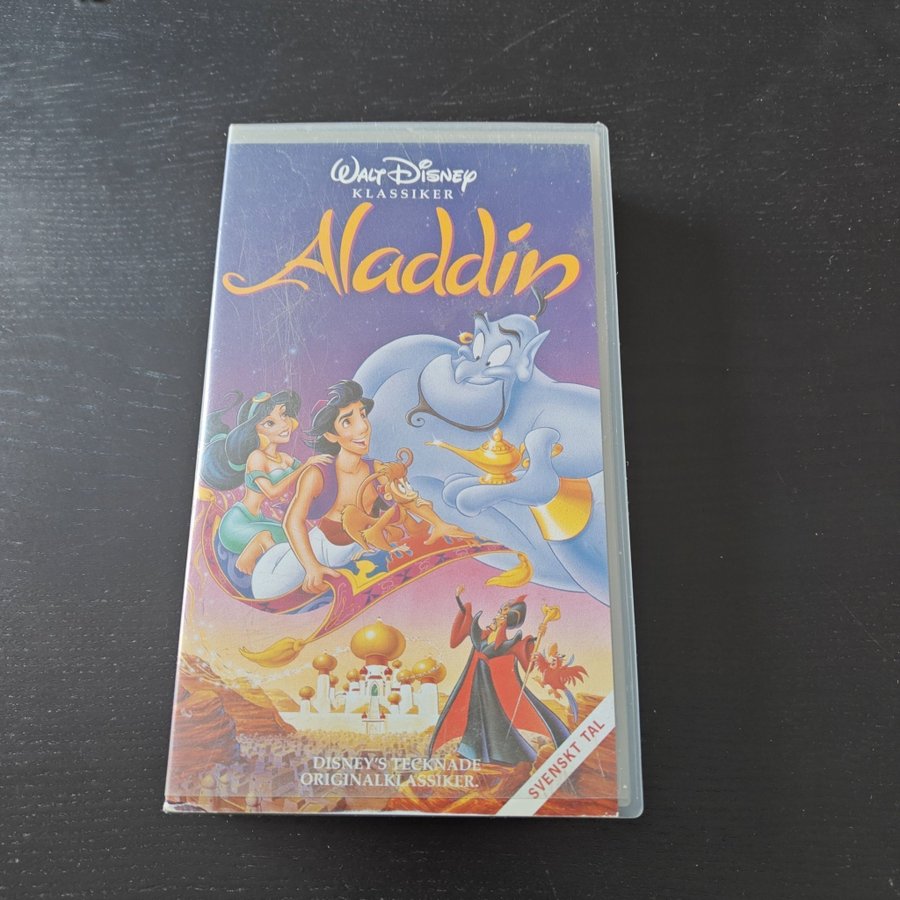 WALT DISNEY
KLASSIKER
Aladdin
DISNEY'S TECKNADE
ORIGINALKLASSIKER.
SVENSKT TAL